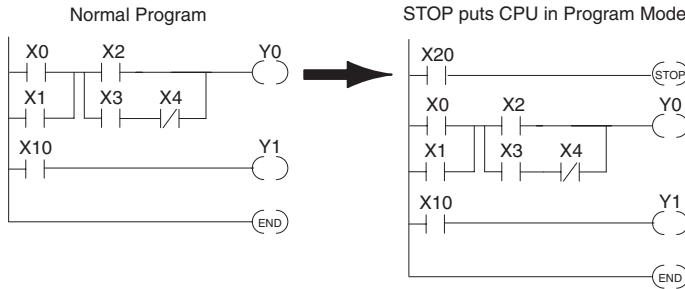 Normal Program
X0 X2 Y0
X1 X3 X4
X10 Y1
END
STOP puts CPU in Program Mode
X20
STOP
X0 X2 Y0
X1 X3 X4
X10 Y1
END